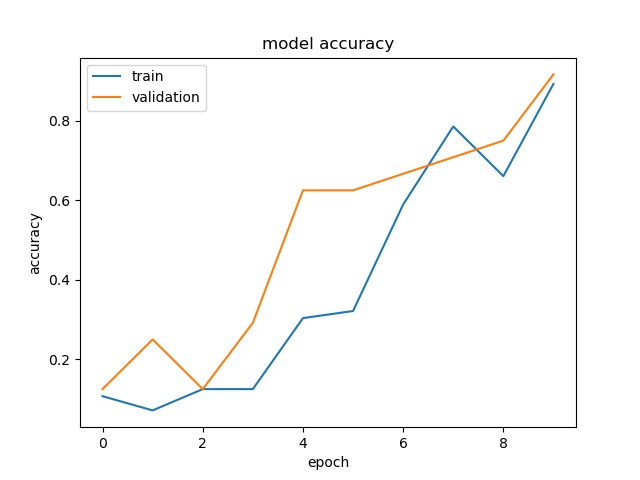 model accuracy
train
validation
0.8
0.6
0.4
0.2
accuracy
0 2 4 6 8
epoch